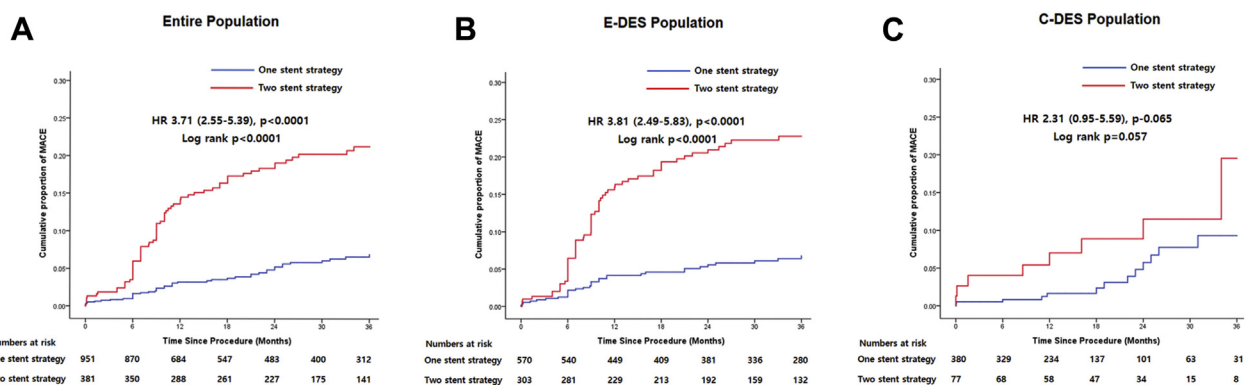 A
Entire Population
One stent strategy
Two stent strategy
HR 3.71 (2.55-5.39), p<0.0001
Log rank p<0.0001
Cumulative proportion of MACE
0.30
0.25
0.20
0.15
0.10
0.05
0.00
0 6 12 18 24 30 36
Time Since Procedure (Months)
umbers at risk
e stent strategy 951 870 684 547 483 400 312
o stent strategy 381 350 288 261 227 175 141
B
E-DES Population
One stent strategy
Two stent strategy
HR 3.81 (2.49-5.83), p<0.0001
Log rank p<0.0001
Cumulative proportion of MACE
0.30
0.25
0.20
0.15
0.10
0.05
0.00
0 6 12 18 24 30 36
Time Since Procedure (Months)
Numbers at risk
One stent strategy 570 540 449 409 381 336 280
Two stent strategy 303 281 229 213 192 159 132
C
C-DES Population
One stent strategy
Two stent strategy
HR 2.31 (0.95-5.59), p-0.065
Log rank p=0.057
Cumulative proportion of MACE
0.30
0.25
0.20
0.15
0.10
0.05
0.00
0 6 12 18 24 30 36
Time Since Procedure (Months)
Numbers at risk
One stent strategy 380 329 234 137 101 63 31
Two stent strategy 77 68 58 47 34 15 8